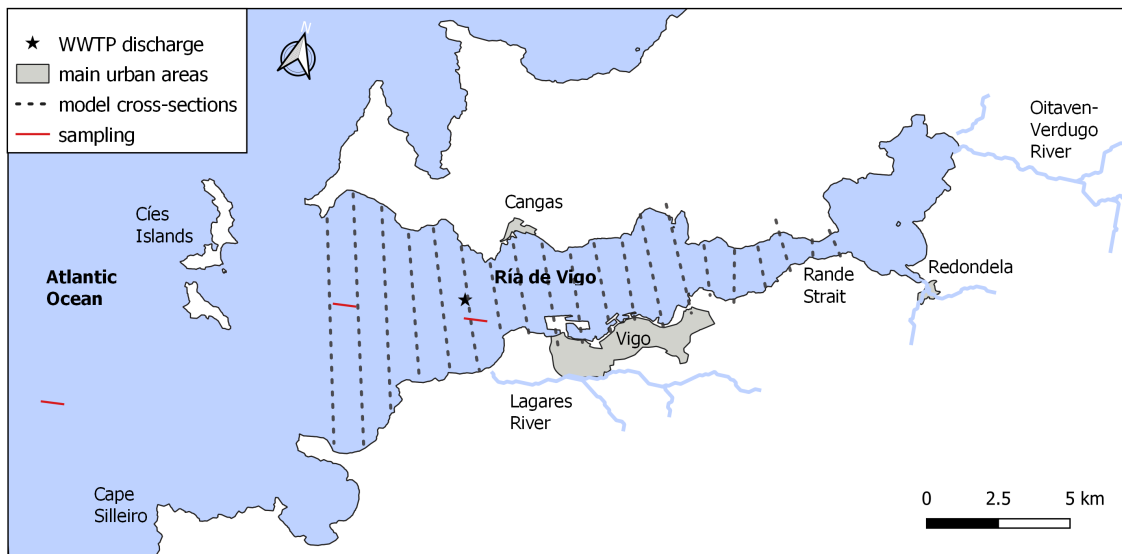 N
WWTP discharge
main urban areas
model cross-sections
sampling
Oitaven-
Verdugo
River
Cangas
Cíes
Islands
Atlantic
Ocean
Ría de Vigo
Rande
Strait
Redondela
Vigo
Lagares
River
Cape
Silleiro
0 2.5 5 km